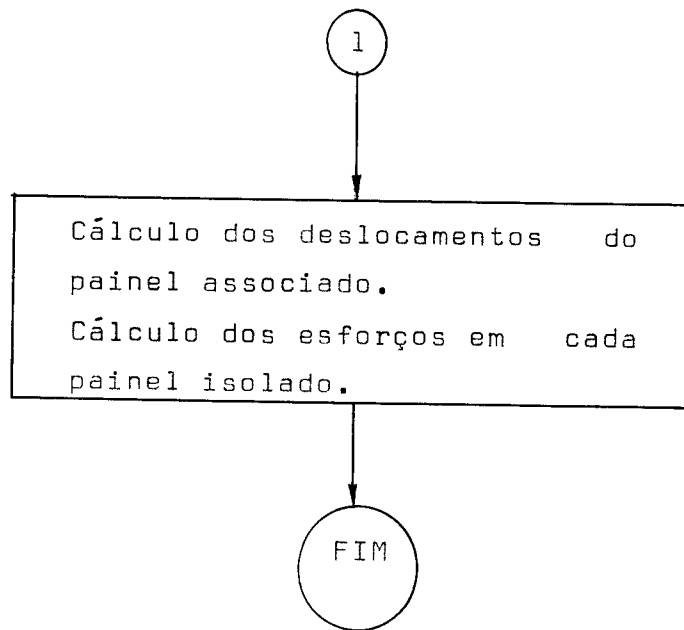 1
Cálculo dos deslocamentos do
painel associado.
Cálculo dos esforços em cada
painel isolado.
FIM